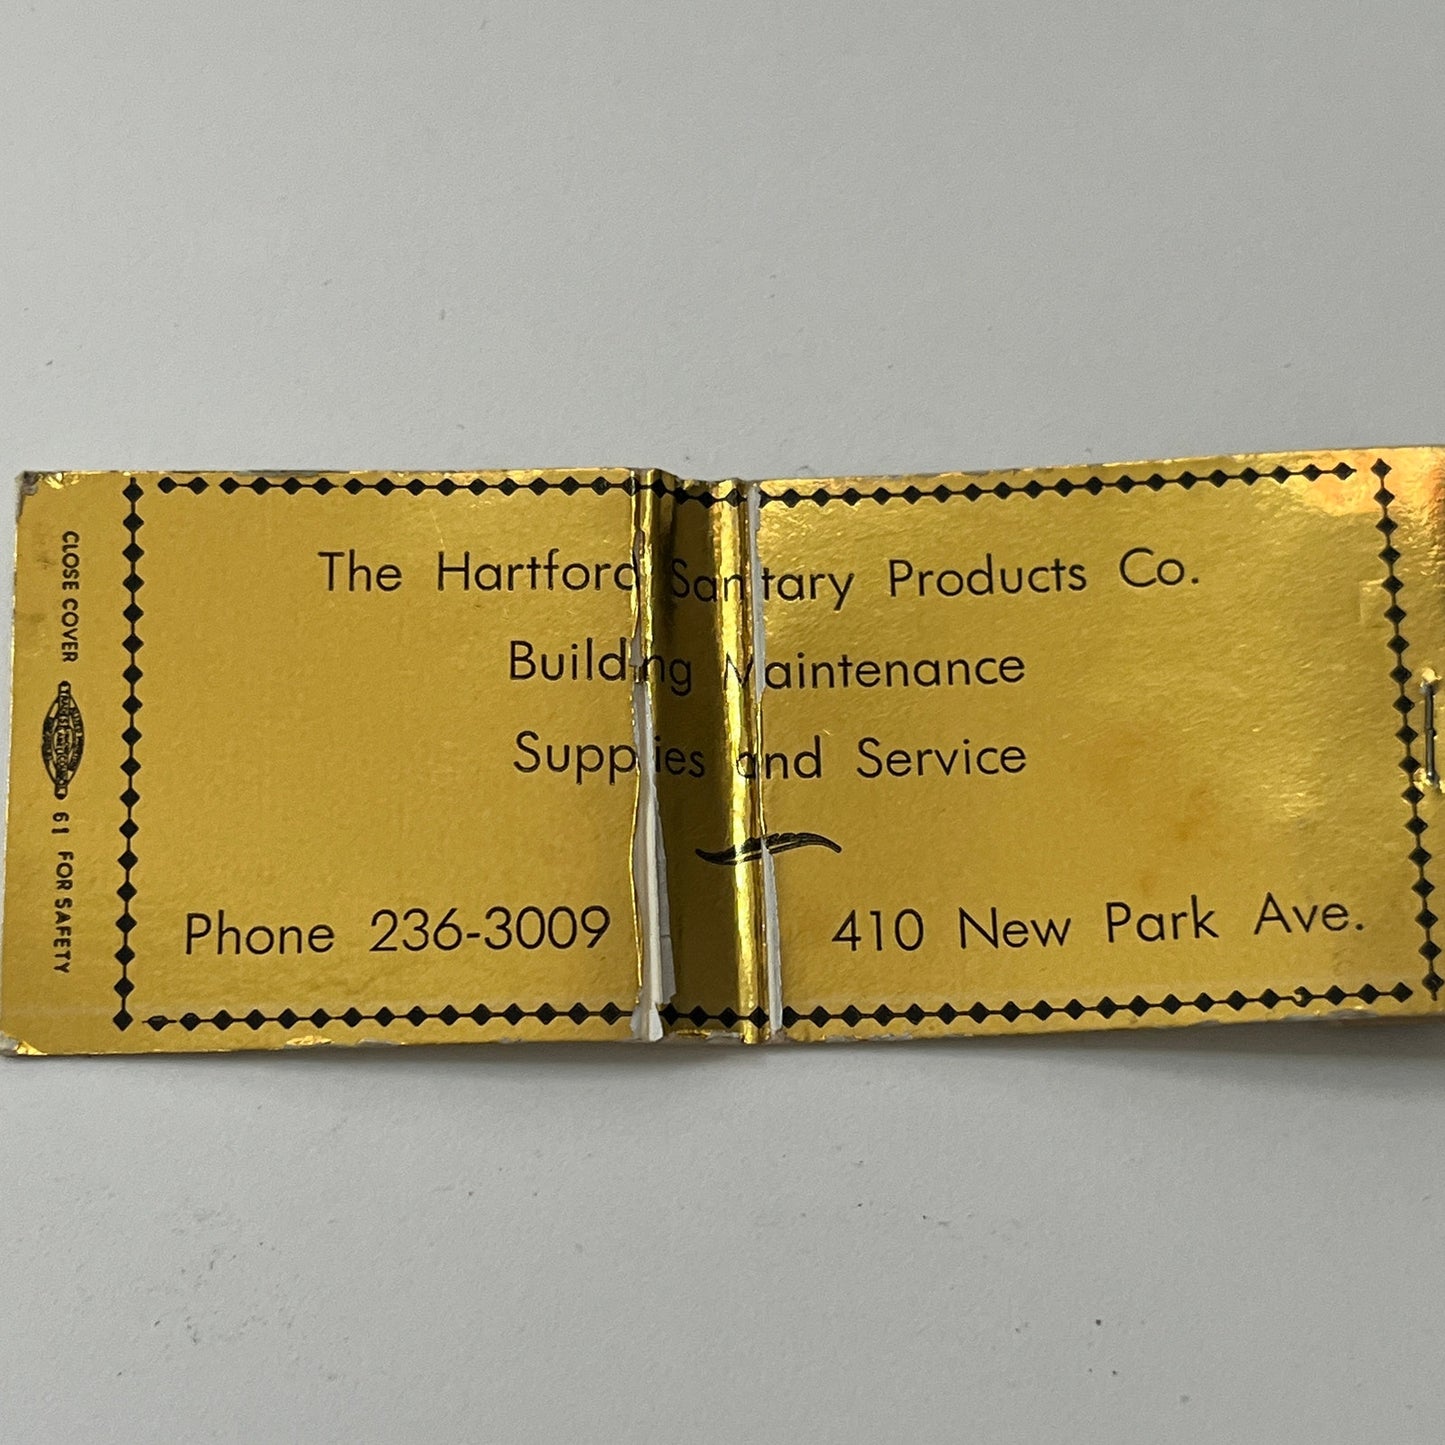 The Hartford Sanitary Products Co.
Building Maintenance
Supplies and Service
Phone 236-3009
410 New Park Ave.
CLOSE COVER 61 FOR SAFETY